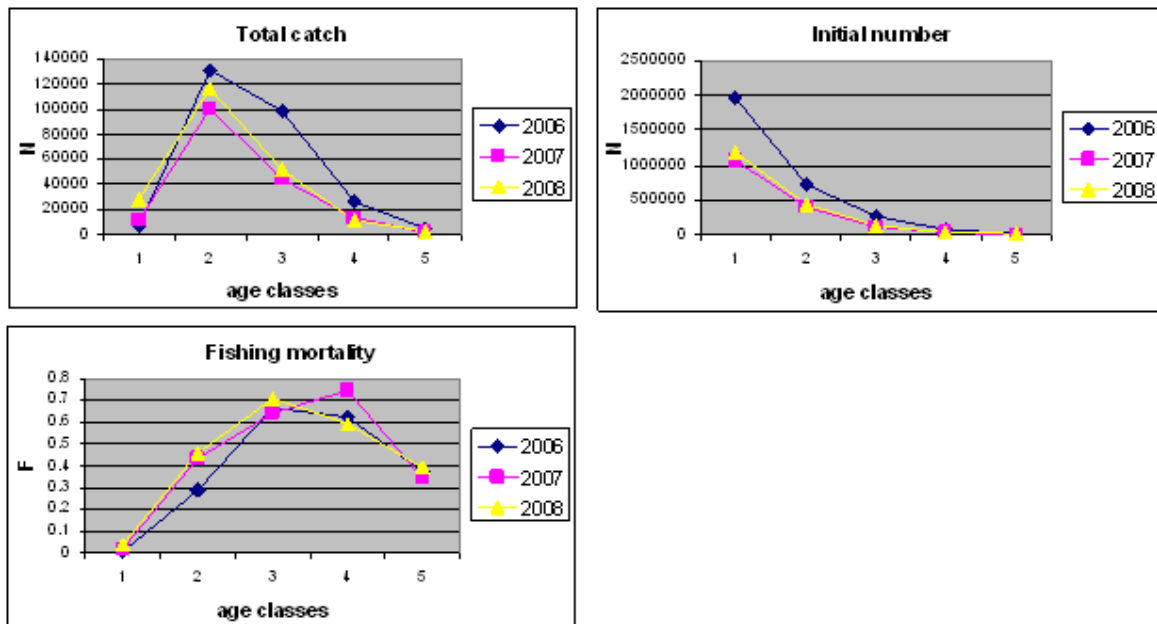 Total catch
140000
120000
100000
80000
60000
40000
20000
0
N
1 2 3 4 5
age classes
2006
2007
2008
Initial number
2500000
2000000
1500000
1000000
500000
0
N
1 2 3 4 5
age classes
2006
2007
2008
Fishing mortality
0.8
0.7
0.6
0.5
0.4
0.3
0.2
0.1
0
F
1 2 3 4 5
age classes
2006
2007
2008